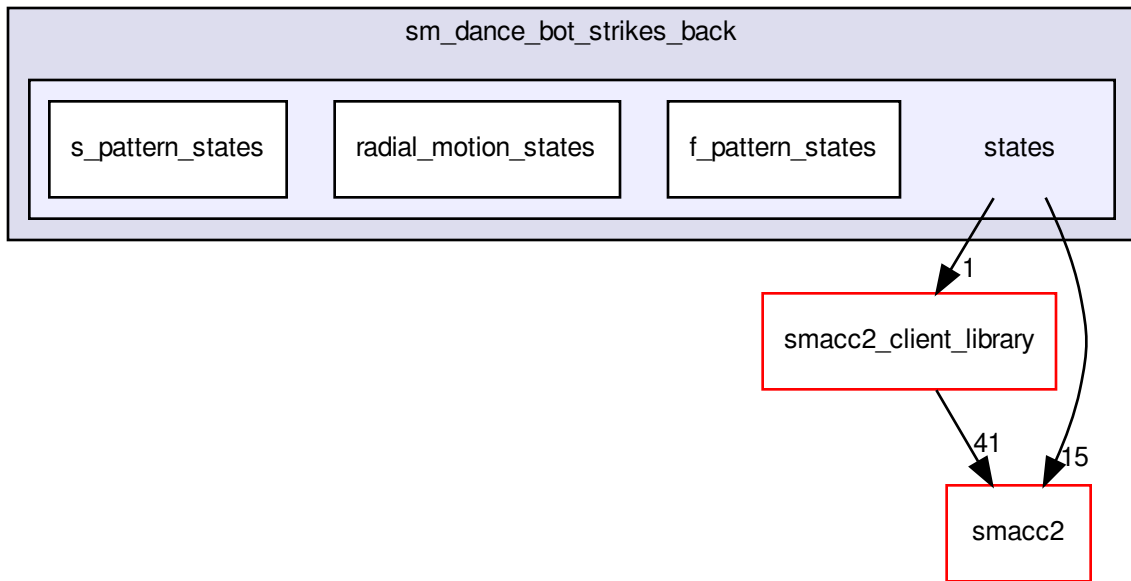 sm_dance_bot_strikes_back
s_pattern_states
radial_motion_states
f_pattern_states
states
1
smacc2_client_library
41
15
smacc2